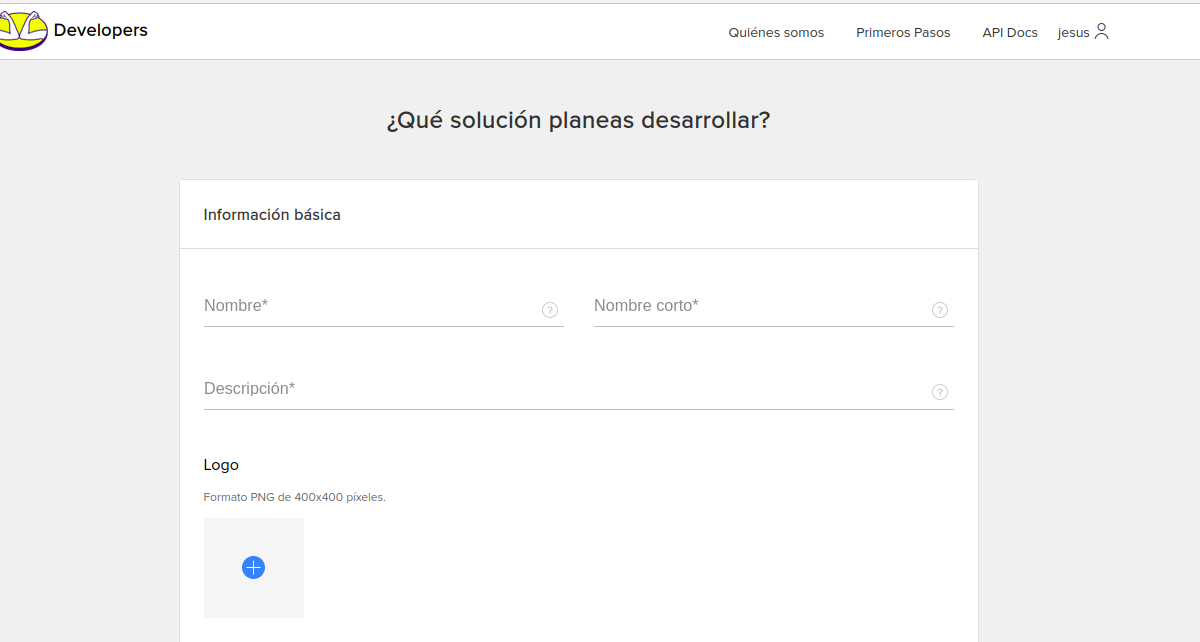 Developers
Quiénes somos Primeros Pasos API Docs jesus
¿Qué solución planeas desarrollar?
Información básica
Nombre* ? Nombre corto* ?
Descripción* ?
Logo
Formato PNG de 400x400 píxeles.